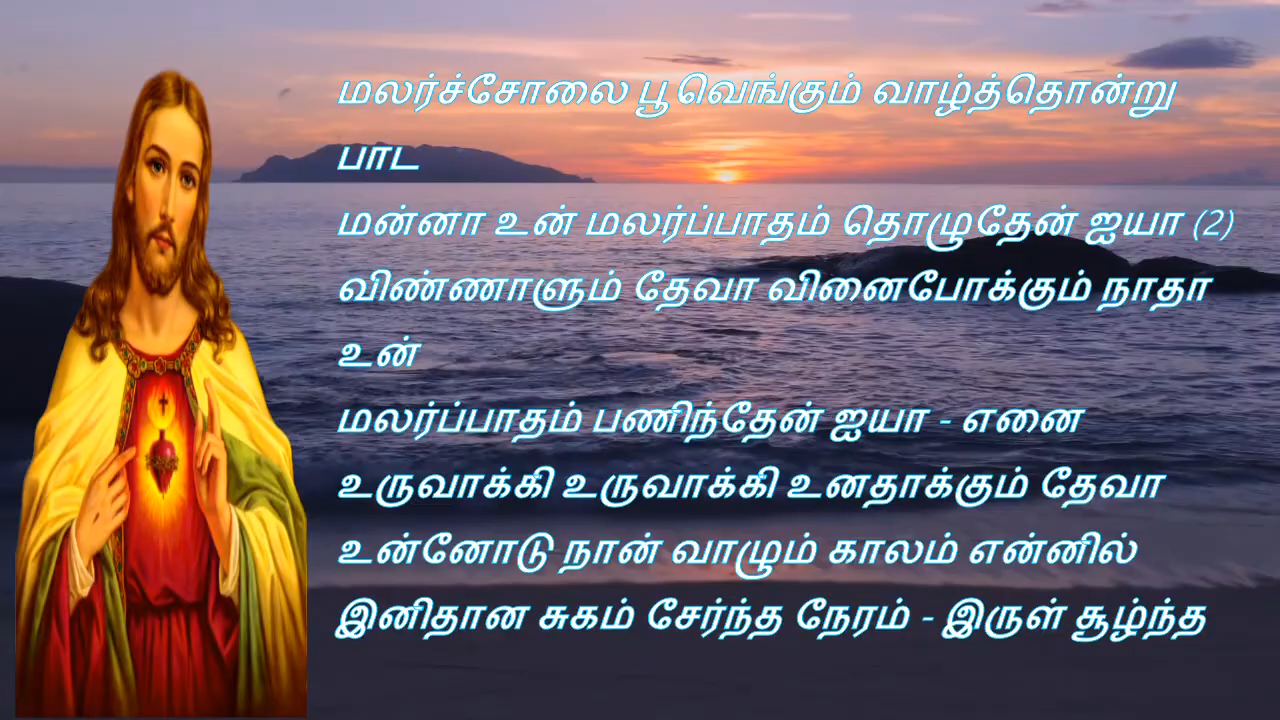 மலர்ச்சோலை பூ வெங்கும் வாழ்த்தொன்று
பாட
மன்னா உன் மலர்ப்பாதம் தொழுதேன் ஐயா (2)
விண்ணாளும் தேவா வினைபோக்கும் நாதா
உன்
மலர்ப்பாதம் பணிந்தேன் ஐயா - எனை
உருவாக்கி உருவாக்கி உனதாக்கும் தேவா
உன்னோடு நான் வாழும் காலம் என்னில்
இனிதான சுகம் சேர்ந்த நேரம் - இருள் சூழ்ந்த